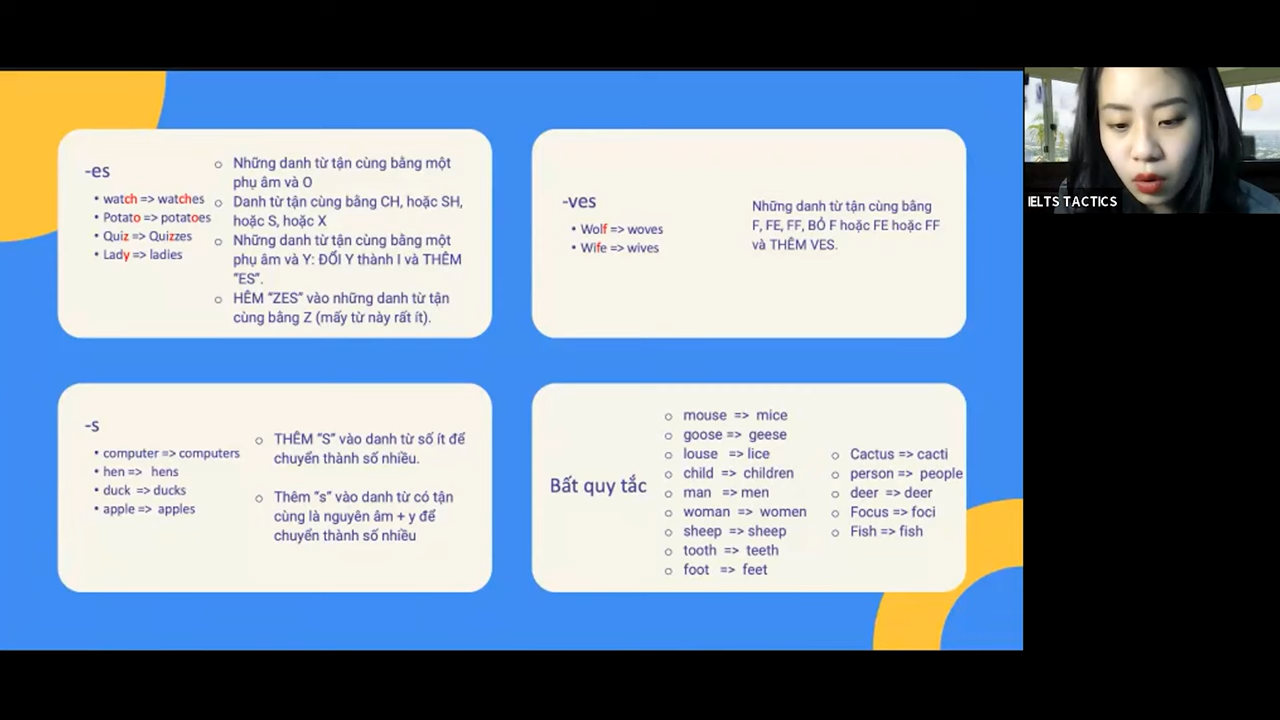 -es
• watch => watches
• Potato => potatoes
• Quiz => Quizzes
• Lady => ladies
○ Những danh từ tận cùng bằng một
phụ âm và O
○ Danh từ tận cùng bằng CH, hoặc SH,
hoặc S, hoặc X
○ Những danh từ tận cùng bằng một
phụ âm và Y: ĐỔI Y thành I và THÊM
"ES".
○ HÊM "ZES" vào những danh từ tận
cùng bằng Z (mấy từ này rất ít).
-ves
• Wolf => woves
• Wife => wives
Những danh từ tận cùng bằng
F, FE, FF, BỎ F hoặc FE hoặc FF
và THÊM VES.
IELTS TACTICS
-s
• computer => computers
• hen => hens
• duck => ducks
• apple => apples
○ THÊM "S" vào danh từ số ít để
chuyển thành số nhiều.
○ Thêm "s" vào danh từ có tận
cùng là nguyên âm + y để
chuyển thành số nhiều
Bất quy tắc
○ mouse => mice
○ goose => geese
○ louse => lice
○ child => children
○ man => men
○ woman => women
○ sheep => sheep
○ tooth => teeth
○ foot => feet
○ Cactus => cacti
○ person => people
○ deer => deer
○ Focus => foci
○ Fish => fish